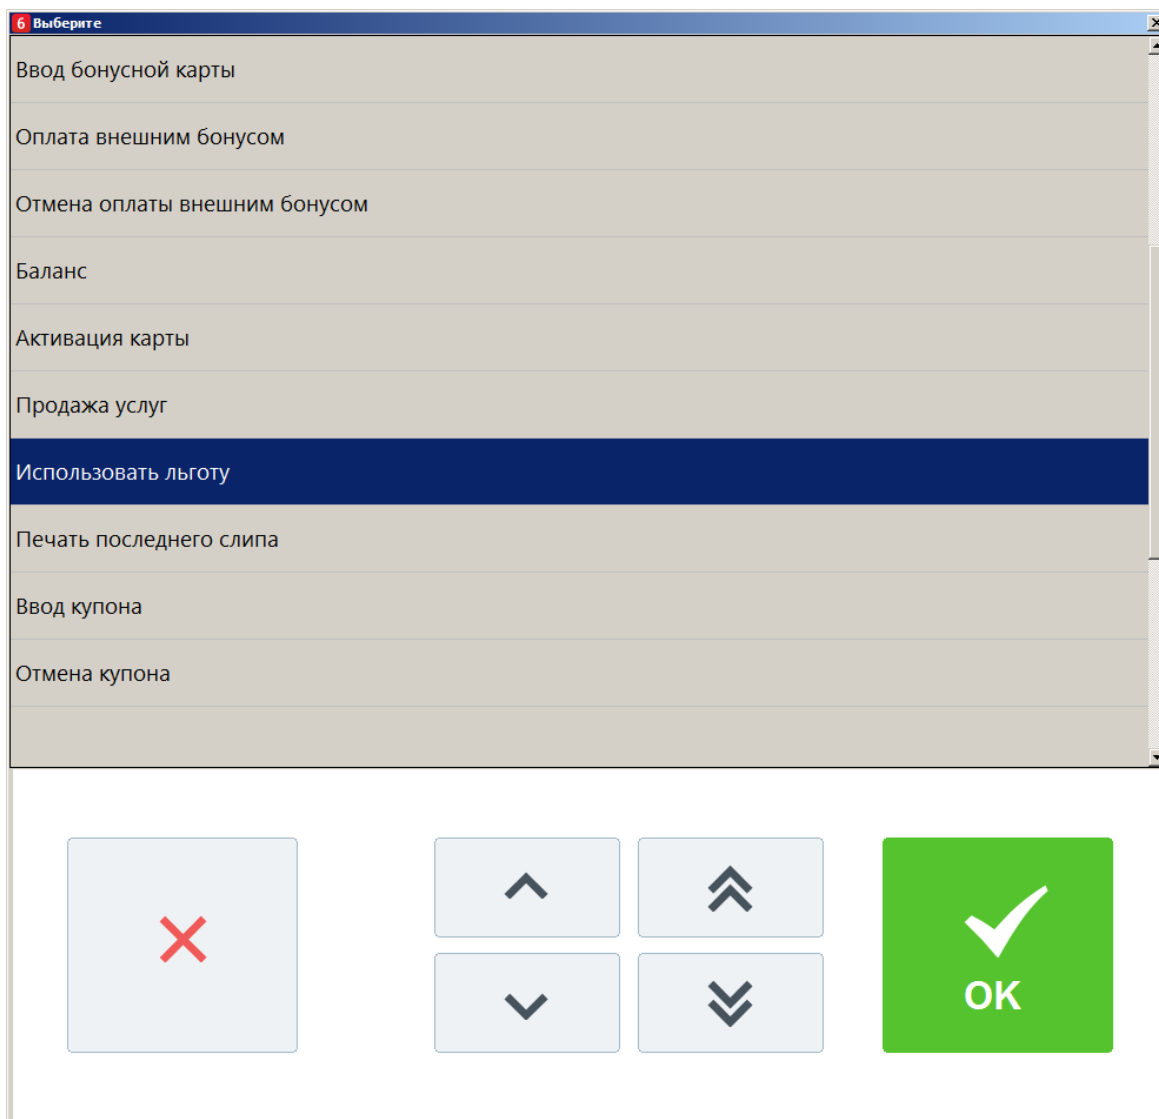 6 Выберите
Ввод бонусной карты
Оплата внешним бонусом
Отмена оплаты внешним бонусом
Баланс
Активация карты
Продажа услуг
Использовать льготу
Печать последнего слипа
Ввод купона
Отмена купона
OK